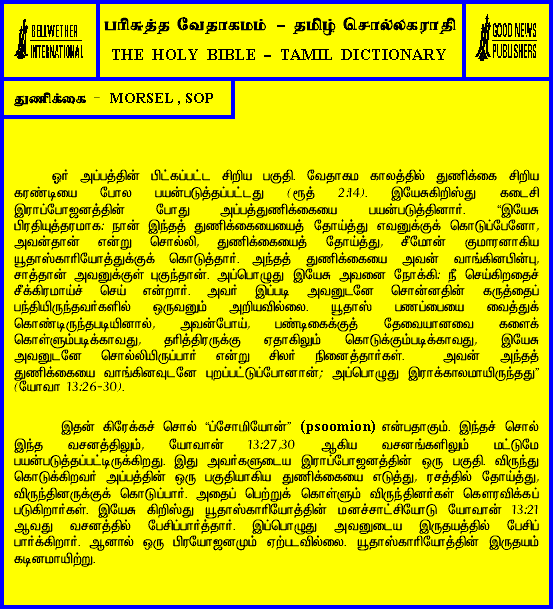 BELLWETHER
INTERNATIONAL
பரிசுத்த வேதாகமம் – தமிழ் சொல்லகராதி
THE HOLY BIBLE – TAMIL DICTIONARY
GOOD NEWS
PUBLISHERS
துணிக்கை - MORSEL , SOP
ஓர் அப்பத்தின் பிட்கப்பட்ட சிறிய பகுதி. வேதாகம காலத்தில் துணிக்கை சிறிய
கரண்டியை போல பயன்படுத்தப்பட்டது (ரூத் 2:14). இயேசுகிறிஸ்து கடைசி
இராப்போஜனத்தின் போது அப்பத்துணிக்கையை பயன்படுத்தினார். “இயேசு
பிரதியுத்தரமாக: நான் இந்தத் துணிக்கையையைத் தோய்த்து எவனுக்குக் கொடுப்பேனோ,
அவன்தான் என்று சொல்லி, துணிக்கையைத் தோய்த்து, சீமோன் குமாரனாகிய
யூதாஸ்காரியோத்துக்குக் கொடுத்தார். அந்தத் துணிக்கையை அவன் வாங்கினபின்பு,
சாத்தான் அவனுக்குள் புகுந்தான். அப்பொழுது இயேசு அவனை நோக்கி: நீ செய்கிறதைச்
சீக்கிரமாய்ச் செய் என்றார். அவர் இப்படி அவனுடனே சொன்னதின் கருத்தைப்
பந்தியிருந்தவர்களில் ஒருவனும் அறியவில்லை. யூதாஸ் பணப்பையை வைத்துக்
கொண்டிருந்தபடியினால், அவன்போய், பண்டிகைக்குத் தேவையானவை களைக்
கொள்ளும்படிக்காவது, தரித்திரருக்கு ஏதாகிலும் கொடுக்கும்படிக்காவது, இயேசு
அவனுடனே சொல்லியிருப்பார் என்று சிலர் நினைத்தார்கள். அவன் அந்தத்
துணிக்கையை வாங்கினவுடனே புறப்பட்டுப்போனான்; அப்பொழுது இராக்காலமாயிருந்தது”
(யோவா 13:26-30).
இதன் கிரேக்கச் சொல் “ப்சோமியோன்” (psoomion) என்பதாகும். இந்தச் சொல்
இந்த வசனத்திலும், யோவான் 13:27,30 ஆகிய வசனங்களிலும் மட்டுமே
பயன்படுத்தப்பட்டிருக்கிறது. இது அவர்களுடைய இராப்போஜனத்தின் ஒரு பகுதி. விருந்து
கொடுக்கிறவர் அப்பத்தின் ஒரு பகுதியாகிய துணிக்கையை எடுத்து, ரசத்தில் தோய்த்து,
விருந்தினருக்குக் கொடுப்பார். அதைப் பெற்றுக் கொள்ளும் விருந்தினர்கள் கௌரவிக்கப்
படுகிறார்கள். இயேசு கிறிஸ்து யூதாஸ்காரியோத்தின் மனச்சாட்சியோடு யோவான் 13:21
ஆவது வசனத்தில் பேசிப்பார்த்தார். இப்பொழுது அவனுடைய இருதயத்தில் பேசிப்
பார்க்கிறார். ஆனால் ஒரு பிரயோஜனமும் ஏற்படவில்லை. யூதாஸ்காரியோத்தின் இருதயம்
கடினமாயிற்று.